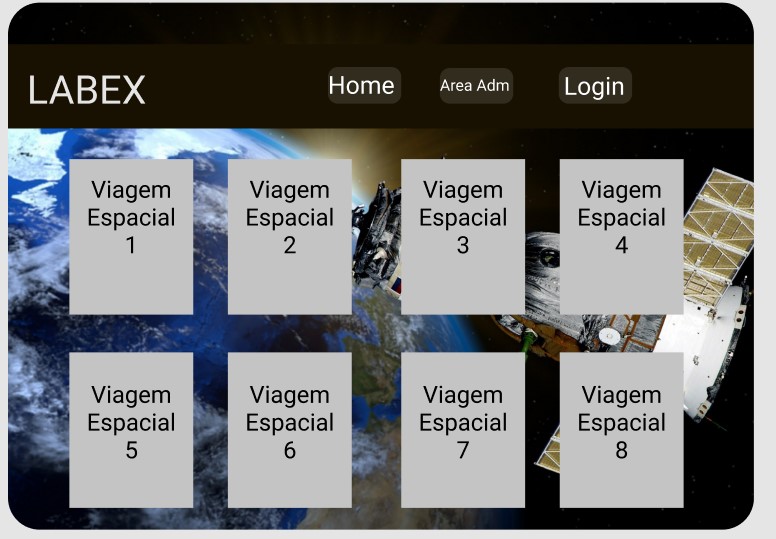 LABEX
Home
Area Adm
Login
Viagem
Espacial
1
Viagem
Espacial
2
Viagem
Espacial
3
Viagem
Espacial
4
Viagem
Espacial
5
Viagem
Espacial
6
Viagem
Espacial
7
Viagem
Espacial
8